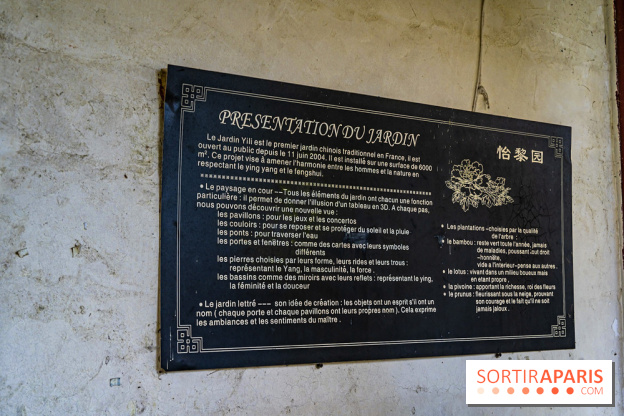 PRESENTATION DU JARDIN
Le Jardin Yili est le premier jardin chinois traditionnel en France, il est
ouvert au public depuis le 11 juin 2004. Il est installé sur une surface de 6000
m². Ce projet vise à amener l'harmonie entre les hommes et la nature en
respectant le ying yang et le fengshui.
• Le paysage en cour --Tous les éléments du jardin ont chacun une fonction
particulière : il permet de donner l'illusion d'un tableau en 3D. A chaque pas,
nous pouvons découvrir une nouvelle vue :
les pavillons : pour les jeux et les concertos
les couloirs : pour se reposer et se protéger du soleil et la pluie
les ponts : pour traverser l'eau
les portes et fenêtres : comme des cartes avec leurs symboles
différents
les pierres choisies par leur forme, leurs rides et leurs trous :
représentant le Yang, la masculinité, la force .
les bassins comme des miroirs avec leurs reflets : représentant le ying,
la féminité et la douceur
• Le jardin lettré --- son idée de création : les objets ont un esprit s'il ont un
nom ( chaque porte et chaque pavillons ont leurs propres nom ). Cela exprime
les ambiances et les sentiments du maître .
怡黎园
• Les plantations -choisies par la qualité
de l'arbre :
• le bambou : reste vert toute l'année, jamais
de maladies, poussant tout droit
-honnête,
vide a l'interieur-pense aux autres .
• le lotus : vivant dans un milieu boueux mais
en etant propre .
• la pivoine : apportant la richesse, roi des fleurs
• le prunus : fleurissant sous la neige, prouvant
son courage et le fait qu'il ne soit
jamais jaloux .
SORTIRAPARIS
.COM